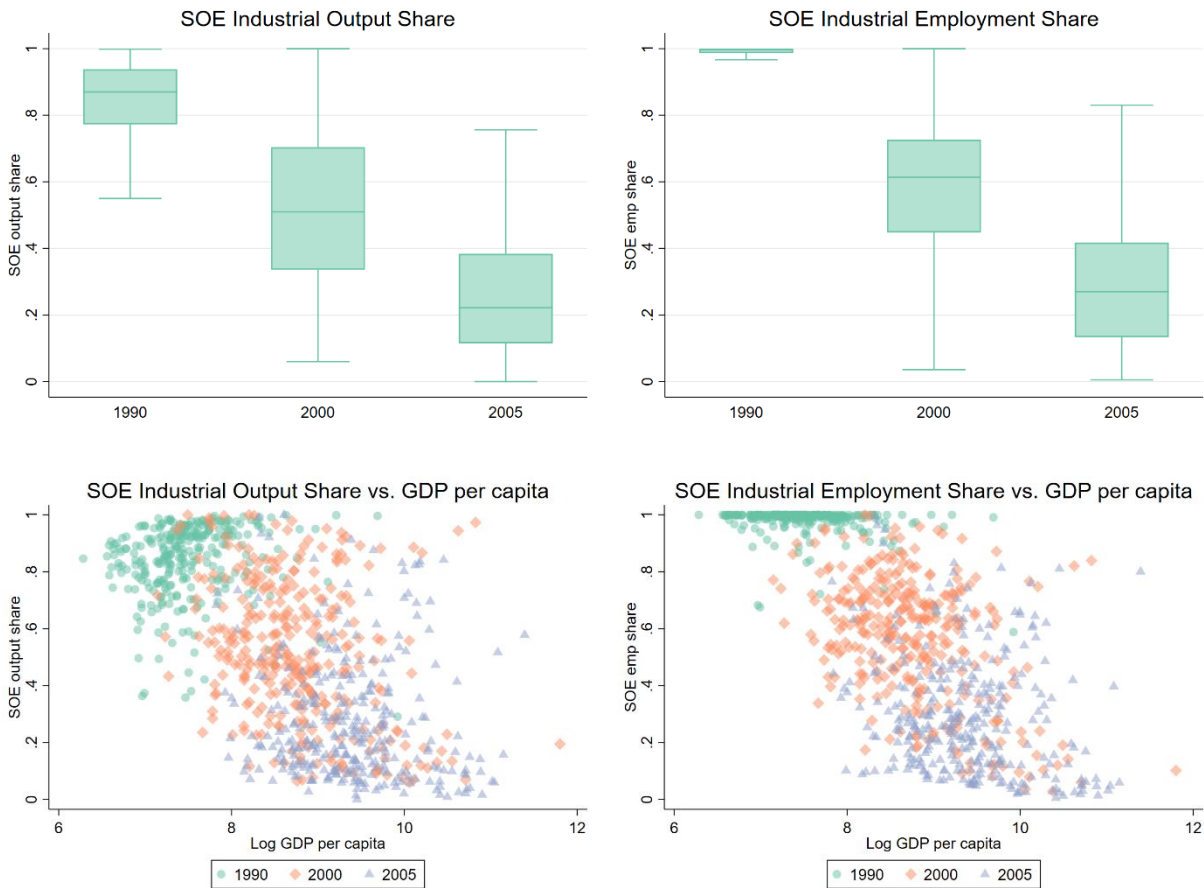 SOE Industrial Output Share
SOE output share
1
.8
.6
.4
.2
0
1990 2000 2005
SOE Industrial Employment Share
SOE emp share
1
.8
.6
.4
.2
0
1990 2000 2005
SOE Industrial Output Share vs. GDP per capita
SOE output share
1
.8
.6
.4
.2
0
6 8 10 12
Log GDP per capita
1990 2000 2005
SOE Industrial Employment Share vs. GDP per capita
SOE emp share
1
.8
.6
.4
.2
0
6 8 10 12
Log GDP per capita
1990 2000 2005